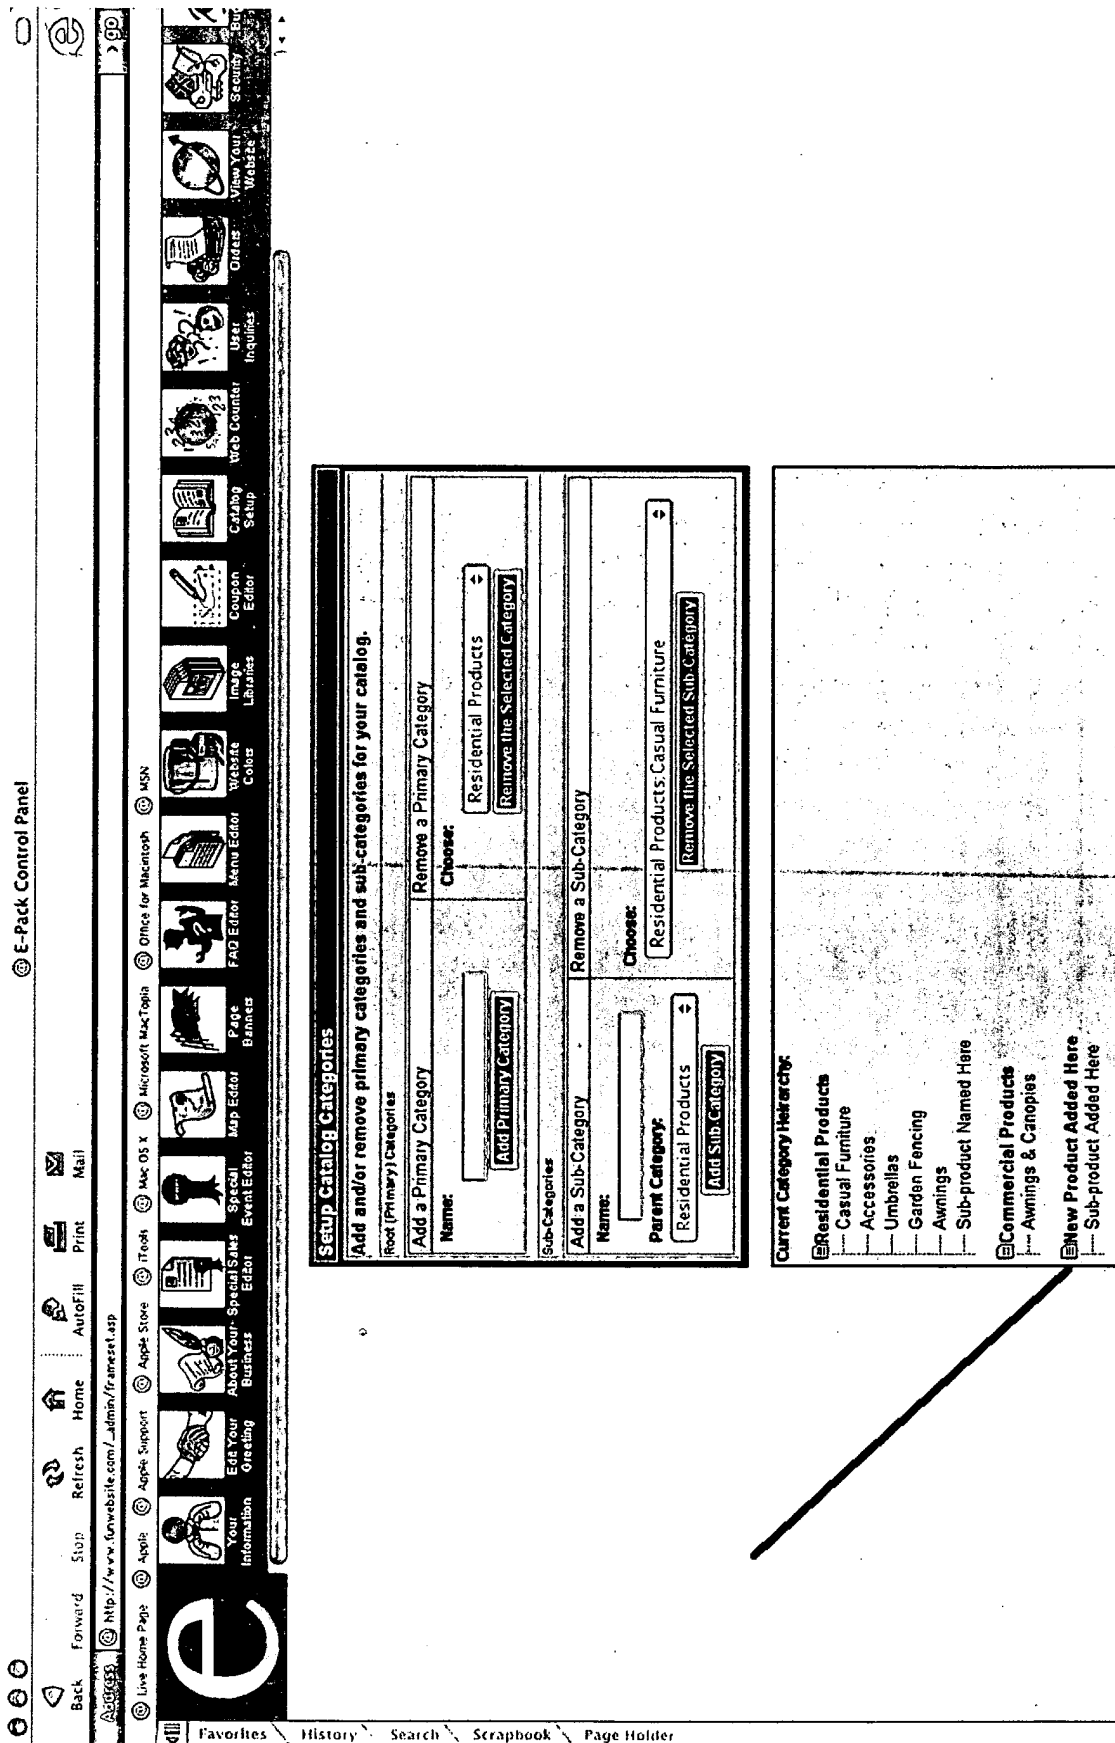 E-Pack Control Panel
Back Forward Stop Refresh Home AutoFill Print Mail
Address http://www.funwebsite.com/_admin/frameset.asp go
Live Home Page Apple Apple Support Apple Store iTools Mac OS X Microsoft MacTopia Office for Macintosh MSN
e
Your Information
Edit Your Greeting
About Your Business
Special Sales Editor
Special Event Editor
Map Editor
Page Banners
FAQ Editor
Menu Editor
Website Colors
Image Libraries
Coupon Editor
Catalog Setup
Web Counter
User Inquiries
Orders
View Your Website
Security
Favorites
History
Search
Scrapbook
Page Holder
Setup Catalog Categories
Add and/or remove primary categories and sub-categories for your catalog.
Root (Primary) Categories
Add a Primary Category
Name:
Add Primary Category
Remove a Primary Category
Choose:
Residential Products
Remove the Selected Category
Sub-Categories
Add a Sub-Category
Name:
Parent Category:
Residential Products
Add Sub-Category
Remove a Sub-Category
Choose:
Residential Products:Casual Furniture
Remove the Selected Sub-Category
Current Category Heirarchy:
Residential Products
Casual Furniture
Accessories
Umbrellas
Garden Fencing
Awnings
Sub-product Named Here
Commercial Products
Awnings & Canopies
New Product Added Here
Sub-product Added Here